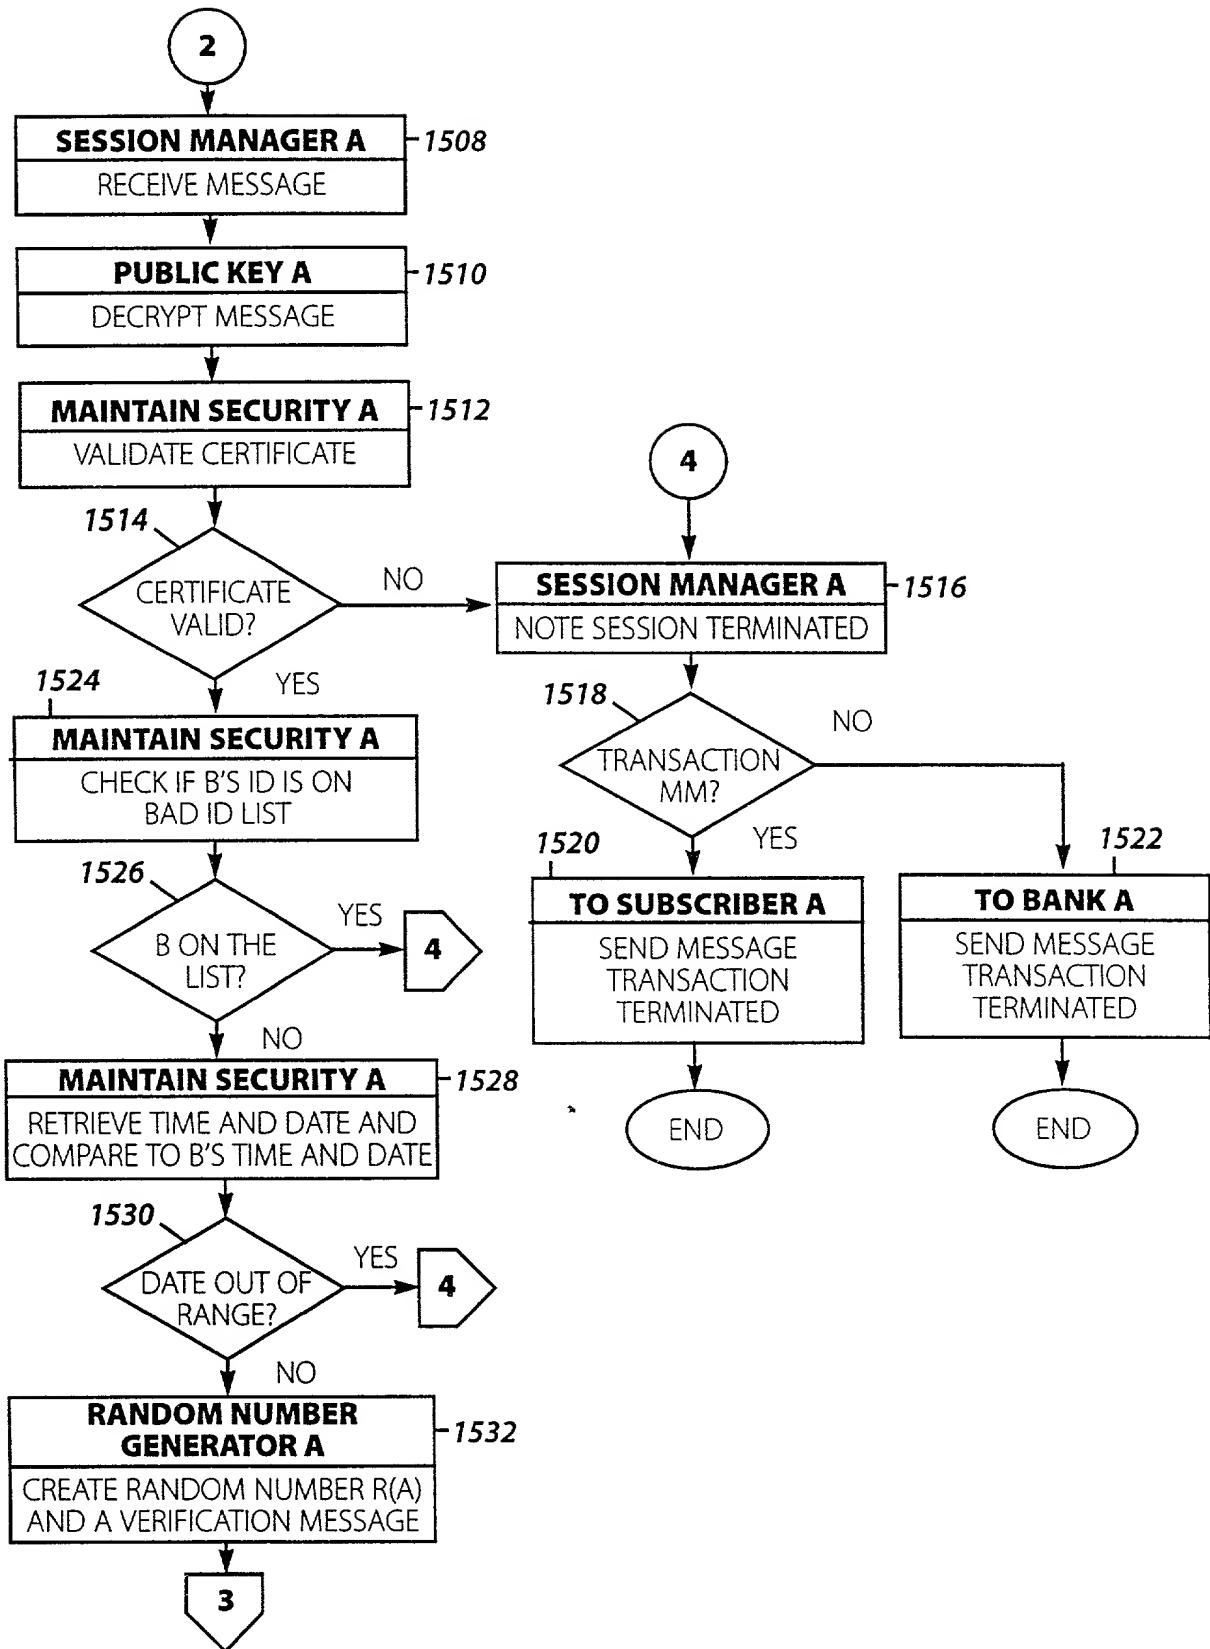 2
SESSION MANAGER A
1508
RECEIVE MESSAGE
PUBLIC KEY A
1510
DECRYPT MESSAGE
MAINTAIN SECURITY A
1512
VALIDATE CERTIFICATE
1514
CERTIFICATE
VALID?
NO
YES
4
SESSION MANAGER A
1516
NOTE SESSION TERMINATED
1518
TRANSACTION
MM?
NO
YES
1520
TO SUBSCRIBER A
SEND MESSAGE
TRANSACTION
TERMINATED
END
1522
TO BANK A
SEND MESSAGE
TRANSACTION
TERMINATED
END
1524
MAINTAIN SECURITY A
CHECK IF B'S ID IS ON
BAD ID LIST
1526
B ON THE
LIST?
YES
4
NO
MAINTAIN SECURITY A
1528
RETRIEVE TIME AND DATE AND
COMPARE TO B'S TIME AND DATE
1530
DATE OUT OF
RANGE?
YES
4
NO
RANDOM NUMBER
GENERATOR A
1532
CREATE RANDOM NUMBER R(A)
AND A VERIFICATION MESSAGE
3